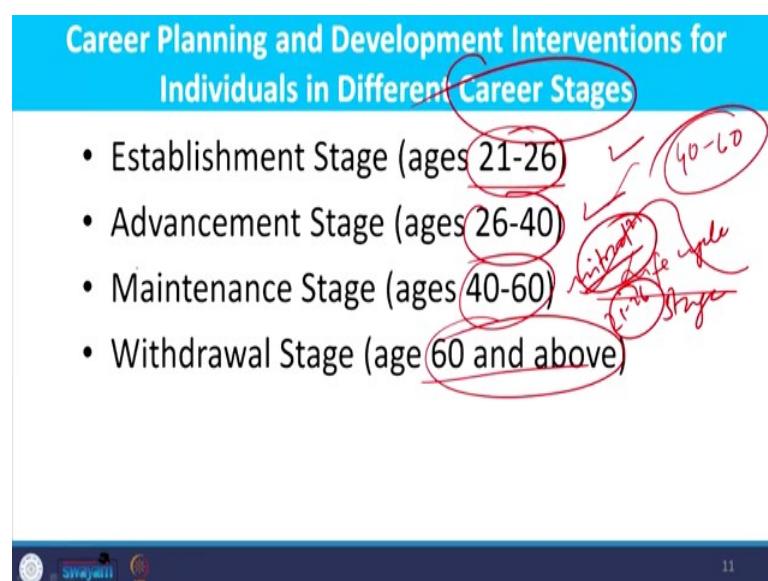 Career Planning and Development Interventions for
Individuals in Different Career Stages
• Establishment Stage (ages 21-26)
• Advancement Stage (ages 26-40)
• Maintenance Stage (ages 40-60)
• Withdrawal Stage (age 60 and above)
40-60
Life cycle
21-26 Stage
swayam
11